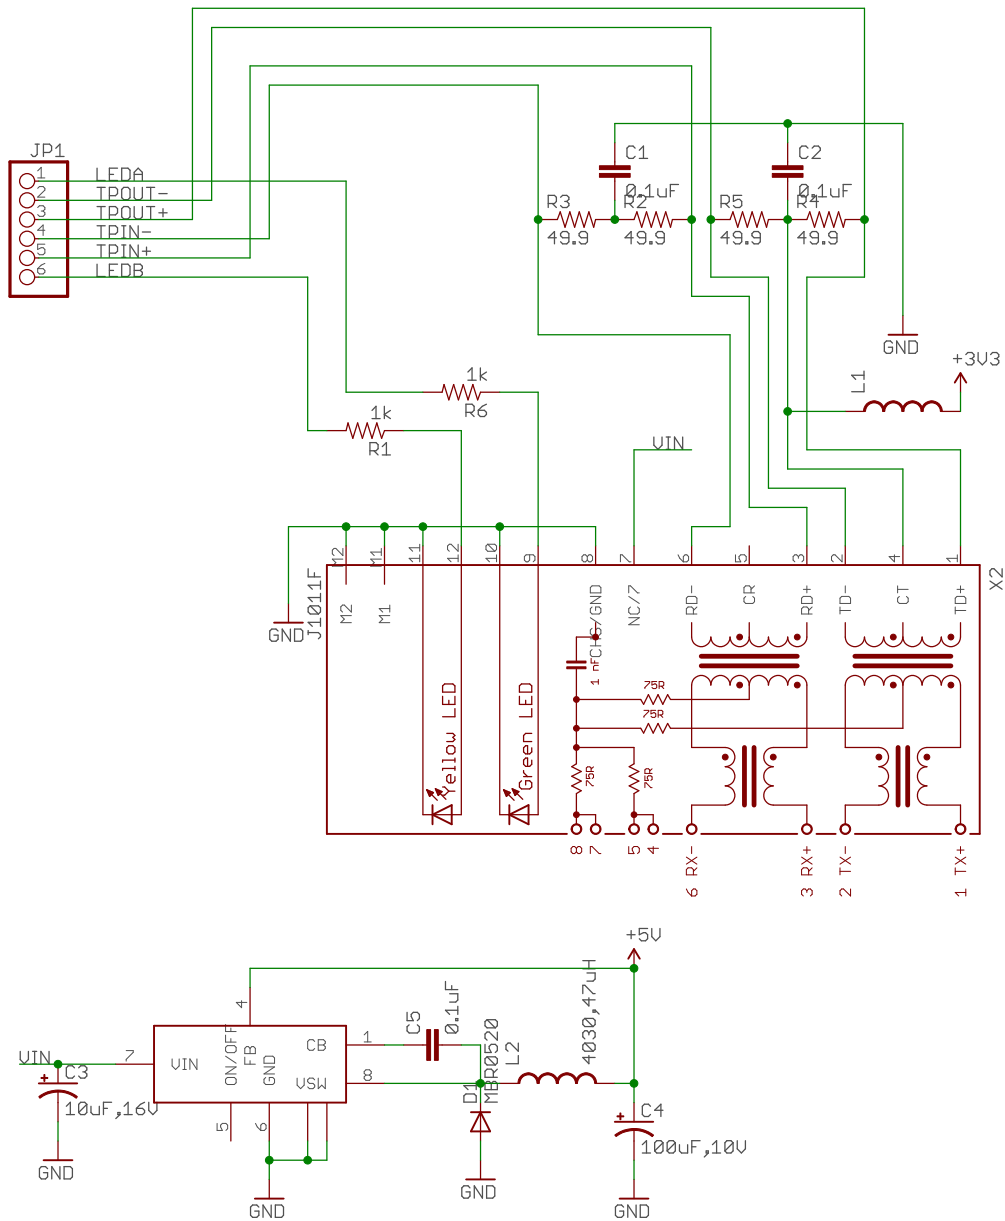 JP1
1 LEDA
2 TPOUT-
3 TPOUT+
4 TPIN-
5 TPIN+
6 LEDB
C1
0.1uF
C2
0.1uF
R3
49.9
R2
49.9
R5
49.9
R4
49.9
GND
+3V3
L1
1k
R6
1k
R1
VIN
GND
J1011F
X2
M2
M1
11
12
10
9
8
7
6
5
3
2
4
1
M2
M1
CHS/GND
NC/7
RD-
CR
RD+
TD-
CT
TD+
1 nF
75R
75R
75R
75R
Yellow LED
Green LED
8
7
5
4
6 RX-
3 RX+
2 TX-
1 TX+
+5V
4
C5
0.1uF
MBR0520
D1
L2
4030,47uH
VIN
7
VIN
ON/OFF
FB
GND
CB
VSW
1
8
5
6
C3
10uF,16V
GND
GND
GND
C4
100uF,10V
GND